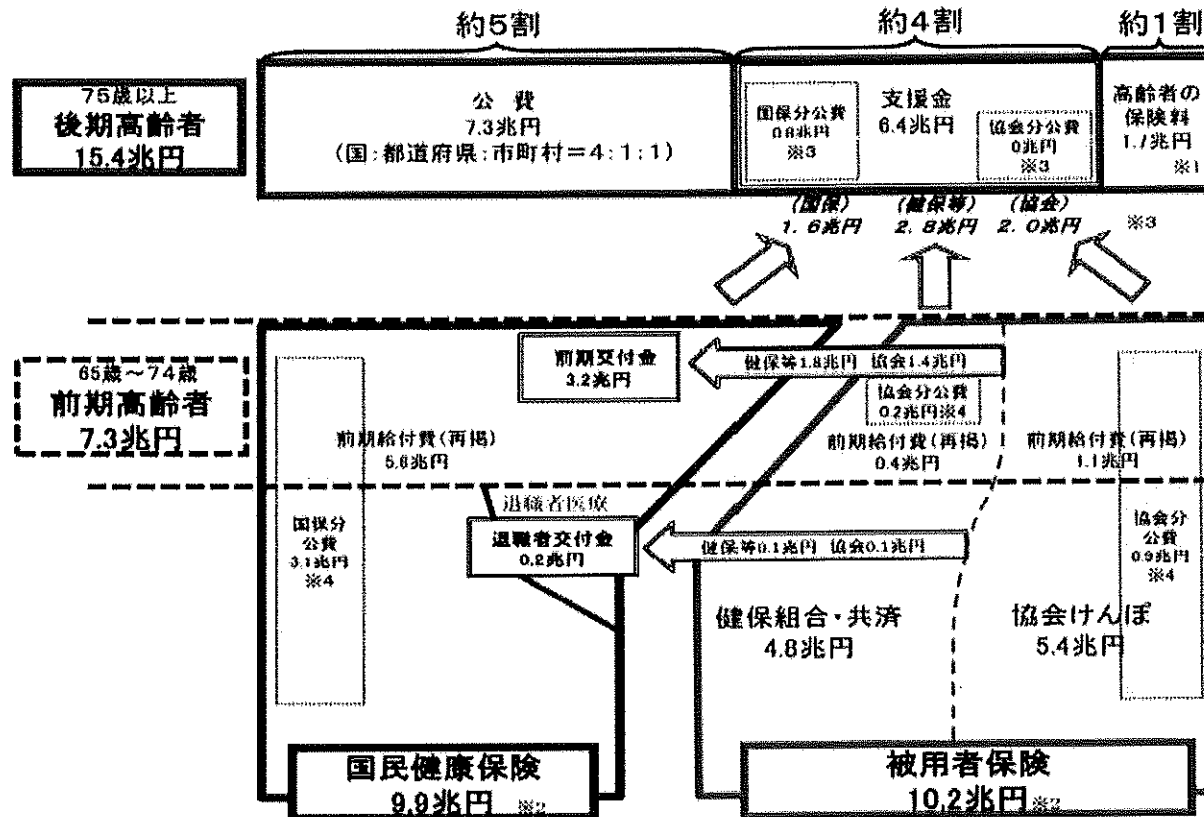 約5割
約4割
約1割
75歳以上
後期高齢者
15.4兆円
公 費
7.3兆円
(国:都道府県:市町村=4:1:1)
国保分公費
0.8兆円
※3
支援金
6.4兆円
協会分公費
0兆円
※3
高齢者の
保険料
1.7兆円
※1
(国保)
1.6兆円
(健保等)
2.8兆円
(協会)
2.0兆円
※3
65歳～74歳
前期高齢者
7.3兆円
前期交付金
3.2兆円
健保等1.8兆円 協会1.4兆円
協会分公費
0.2兆円※4
前期給付費(再掲)
5.6兆円
前期給付費(再掲)
0.4兆円
前期給付費(再掲)
1.1兆円
退職者医療
退職者交付金
0.2兆円
健保等0.1兆円 協会0.1兆円
国保分
公費
3.1兆円
※4
協会分
公費
0.9兆円
※4
健保組合・共済
4.8兆円
協会けんぽ
5.4兆円
国民健康保険
9.9兆円 ※2
被用者保険
10.2兆円※2